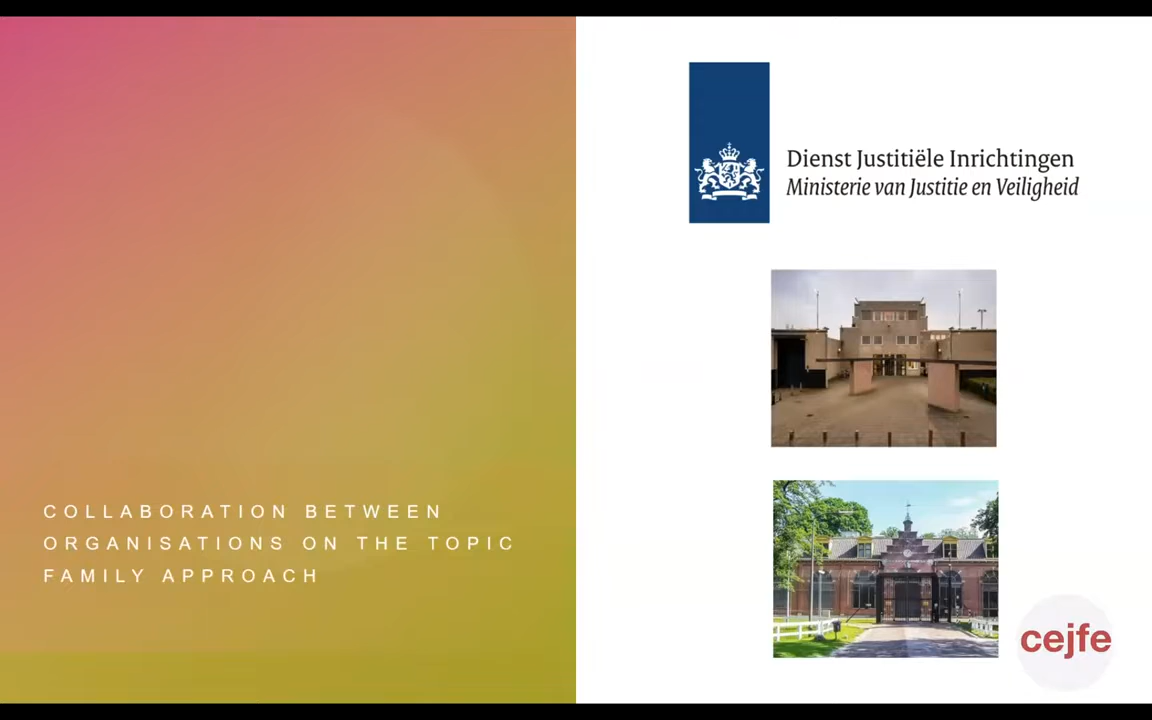 COLLABORATION BETWEEN
ORGANISATIONS ON THE TOPIC
FAMILY APPROACH
Dienst Justitiële Inrichtingen
Ministerie van Justitie en Veiligheid
cejfe